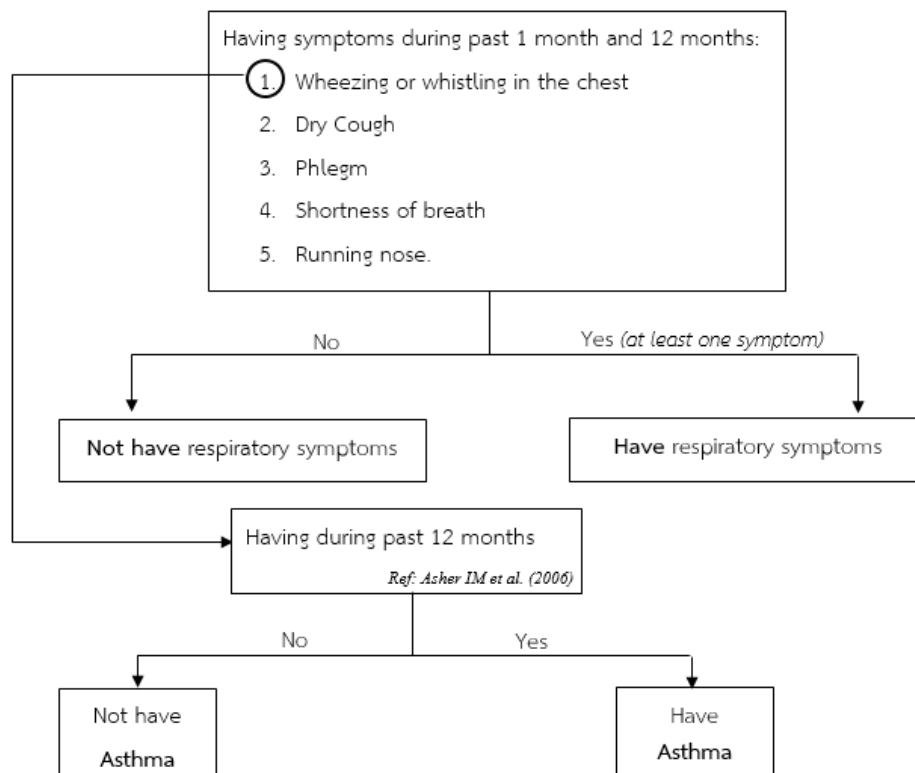 Having symptoms during past 1 month and 12 months:
1. Wheezing or whistling in the chest
2. Dry Cough
3. Phlegm
4. Shortness of breath
5. Running nose.
No
Yes (at least one symptom)
Not have respiratory symptoms
Have respiratory symptoms
Having during past 12 months
Ref: Asher IM et al. (2006)
No
Yes
Not have
Asthma
Have
Asthma